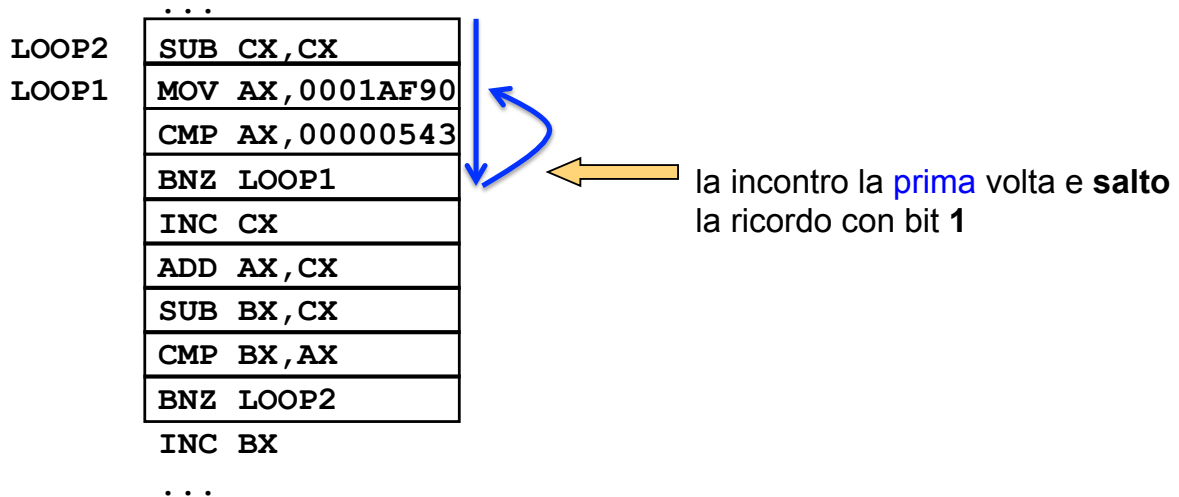 ...
LOOP2 SUB CX,CX
LOOP1 MOV AX,0001AF90
CMP AX,00000543
BNZ LOOP1
la incontro la prima volta e salto
la ricordo con bit 1
INC CX
ADD AX,CX
SUB BX,CX
CMP BX,AX
BNZ LOOP2
INC BX
...